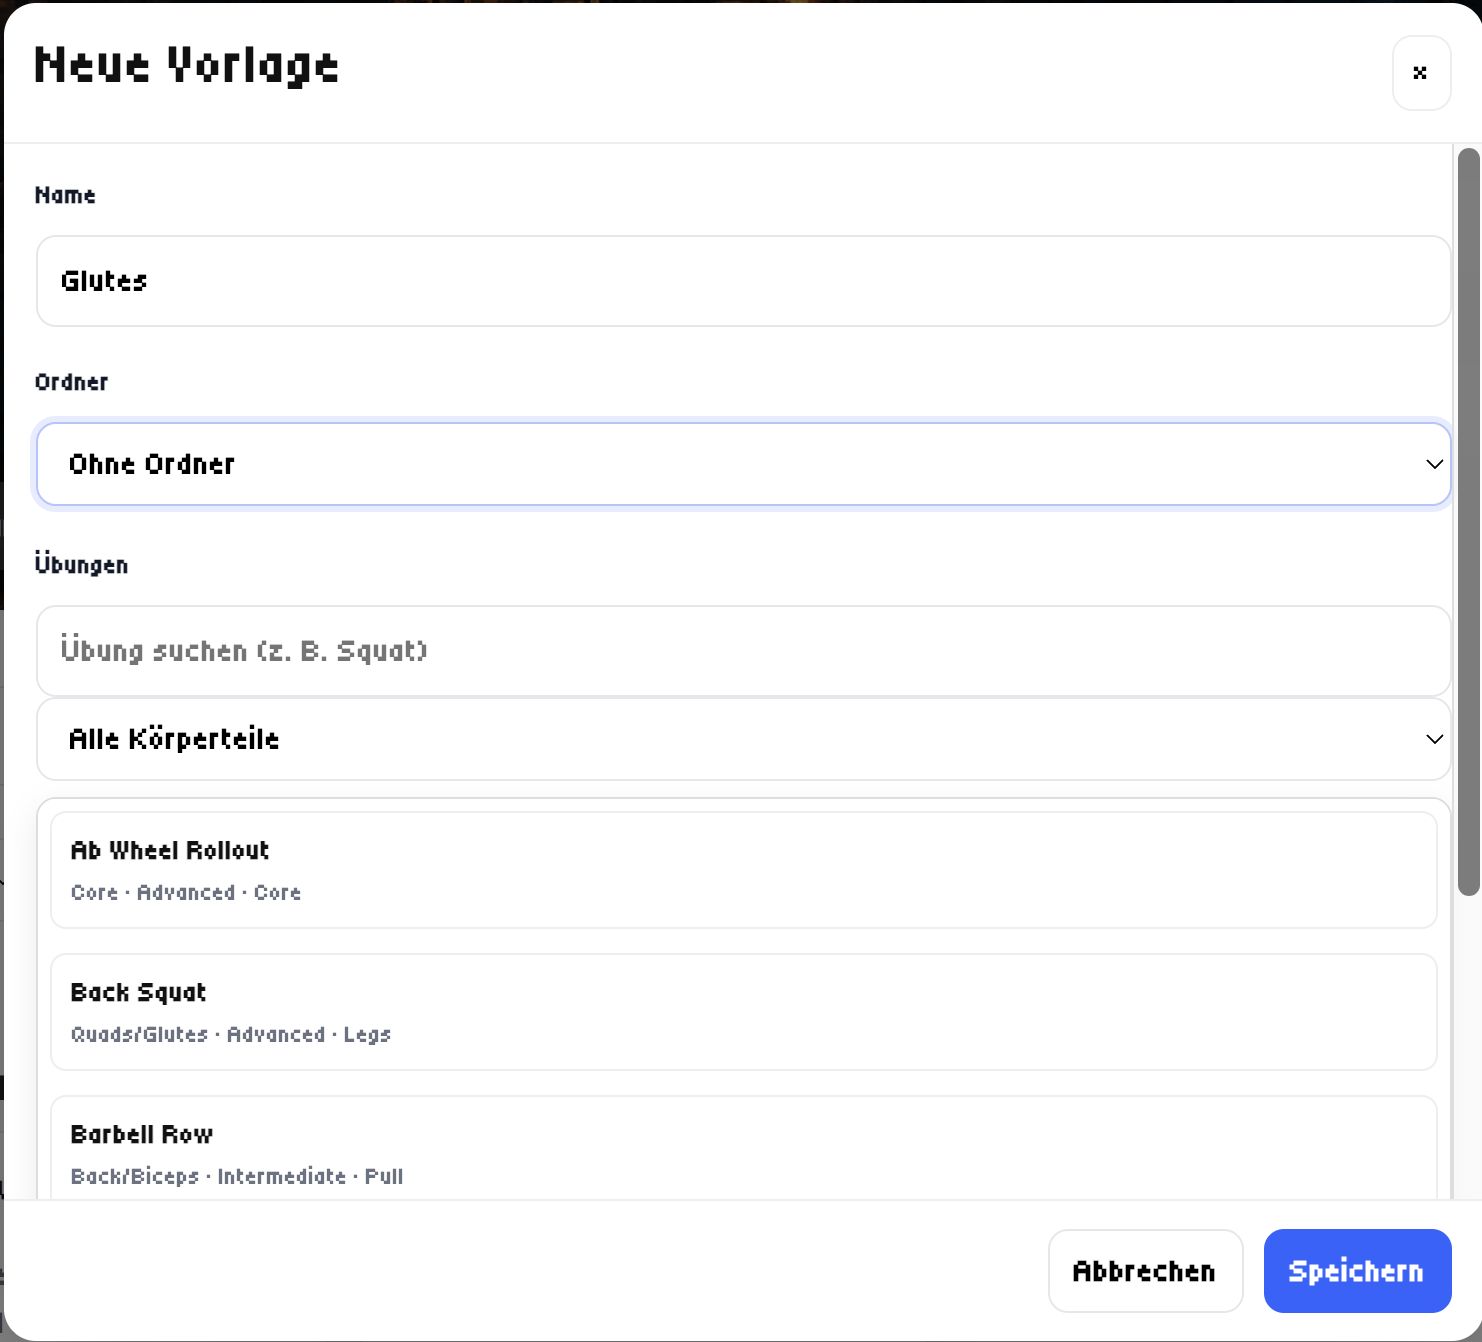 Neue Vorlage
×
Name
Glutes
Ordner
Ohne Ordner
Übungen
Übung suchen (z. B. Squat)
Alle Körperteile
Ab Wheel Rollout
Core · Advanced · Core
Back Squat
Quads/Glutes · Advanced · Legs
Barbell Row
Back/Biceps · Intermediate · Pull
Abbrechen
Speichern